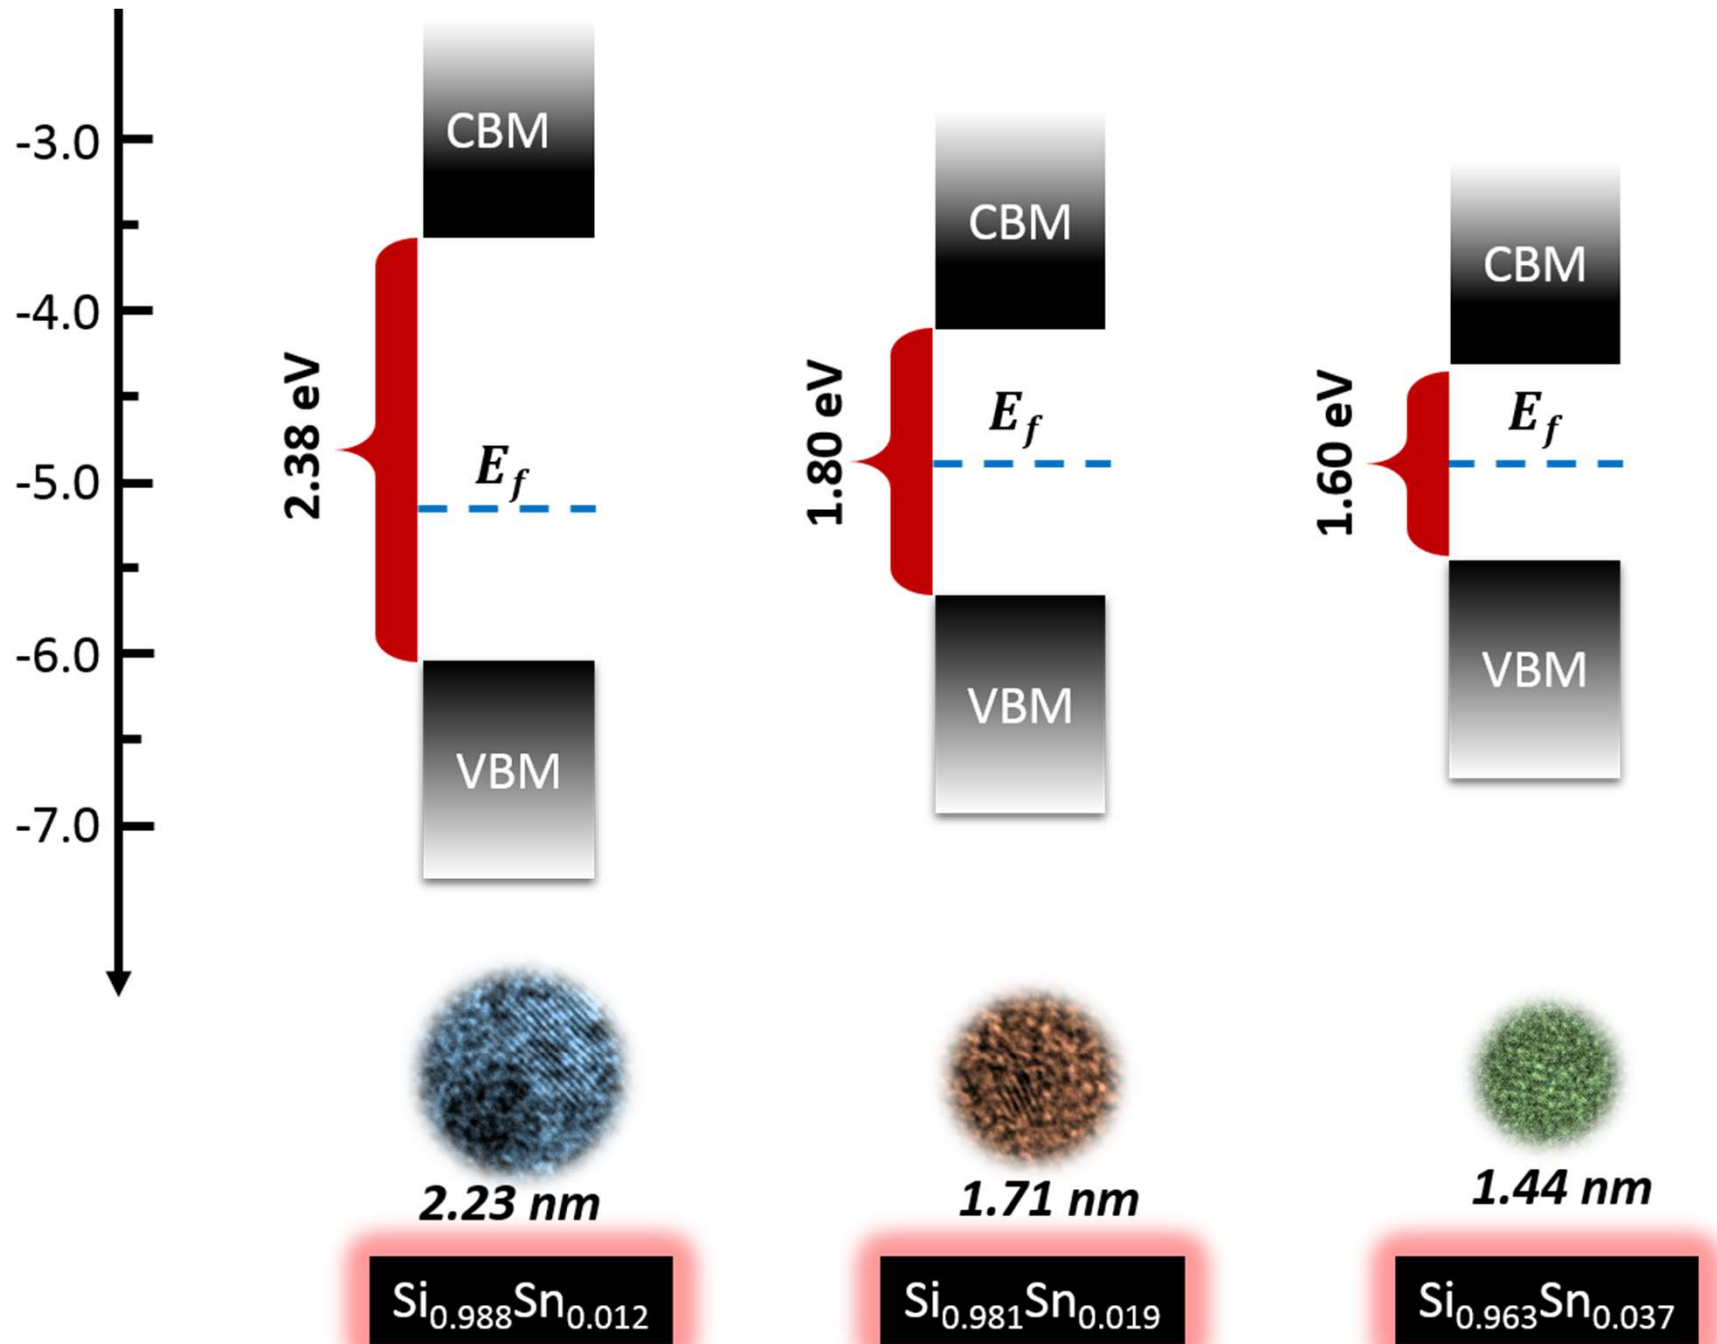 -3.0
-4.0
-5.0
-6.0
-7.0
CBM
2.38 eV
E_f
VBM
2.23 nm
Si₀.₉₈₈Sn₀.₀₁₂
CBM
1.80 eV
E_f
VBM
1.71 nm
Si₀.₉₈₁Sn₀.₀₁₉
CBM
1.60 eV
E_f
VBM
1.44 nm
Si₀.₉₆₃Sn₀.₀₃₇